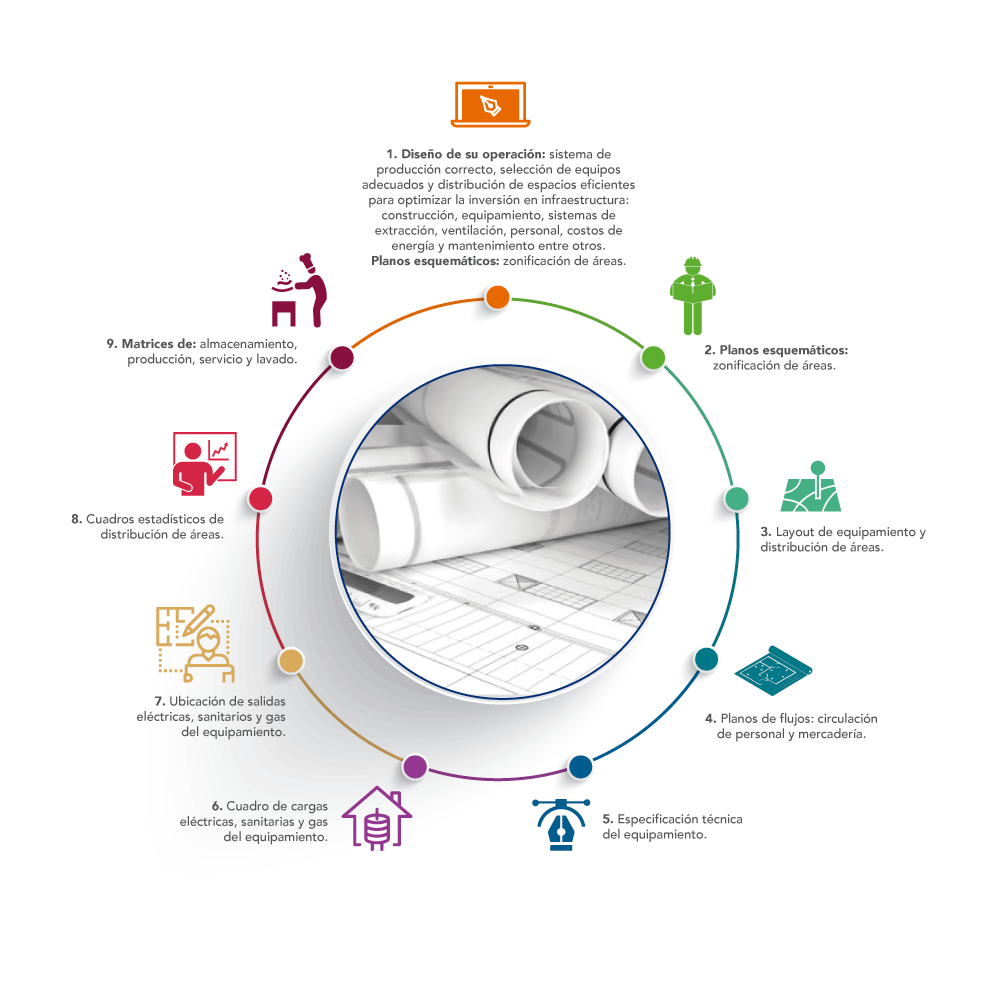 1. Diseño de su operación: sistema de
producción correcto, selección de equipos
adecuados y distribución de espacios eficientes
para optimizar la inversión en infraestructura:
construcción, equipamiento, sistemas de
extracción, ventilación, personal, costos de
energía y mantenimiento entre otros.
Planos esquemáticos: zonificación de áreas.
2. Planos esquemáticos:
zonificación de áreas.
3. Layout de equipamiento y
distribución de áreas.
4. Planos de flujos: circulación
de personal y mercadería.
5. Especificación técnica
del equipamiento.
6. Cuadro de cargas
eléctricas, sanitarias y gas
del equipamiento.
7. Ubicación de salidas
eléctricas, sanitarios y gas
del equipamiento.
8. Cuadros estadísticos de
distribución de áreas.
9. Matrices de: almacenamiento,
producción, servicio y lavado.